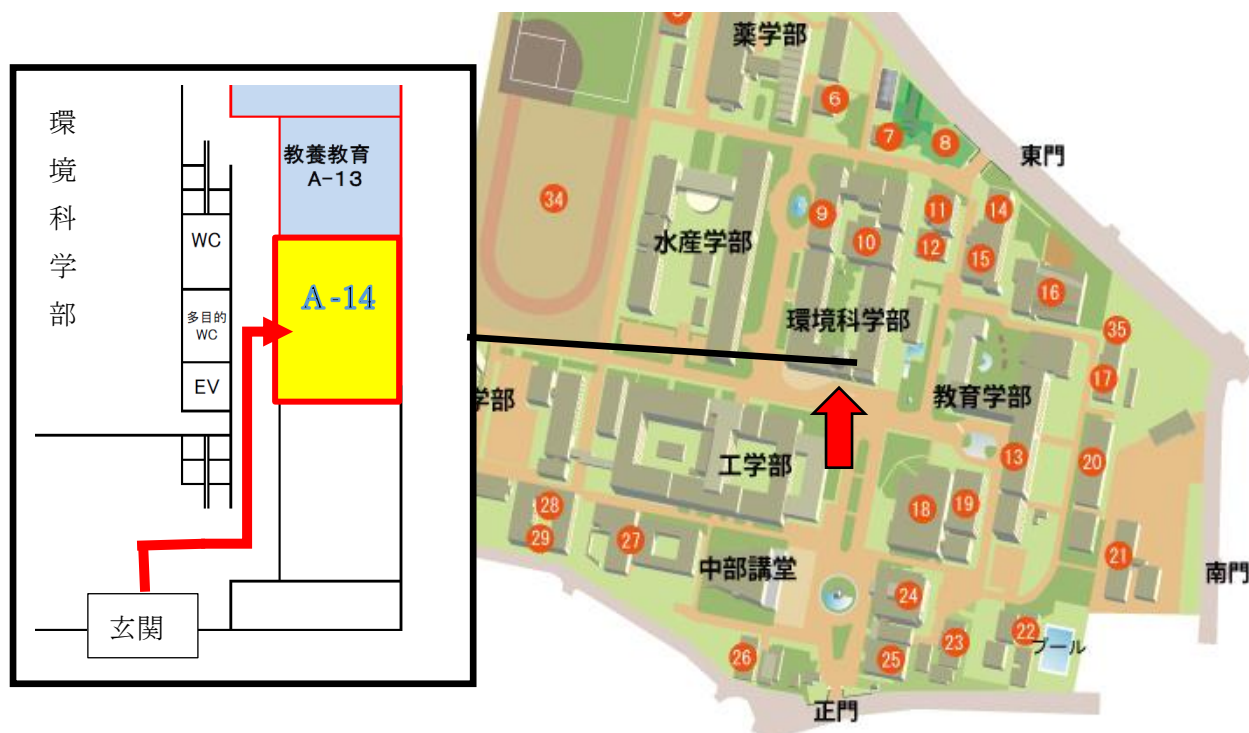 環
境
科
学
部
教養教育
A-13
WC
A-14
多目的
WC
EV
玄関
5
薬学部
6
7
8
東門
34
水産学部
9
10
11
12
14
15
16
環境科学部
35
17
教育学部
学部
工学部
13
20
18
19
28
29
27
中部講堂
21
南門
24
22
プール
23
25
26
正門